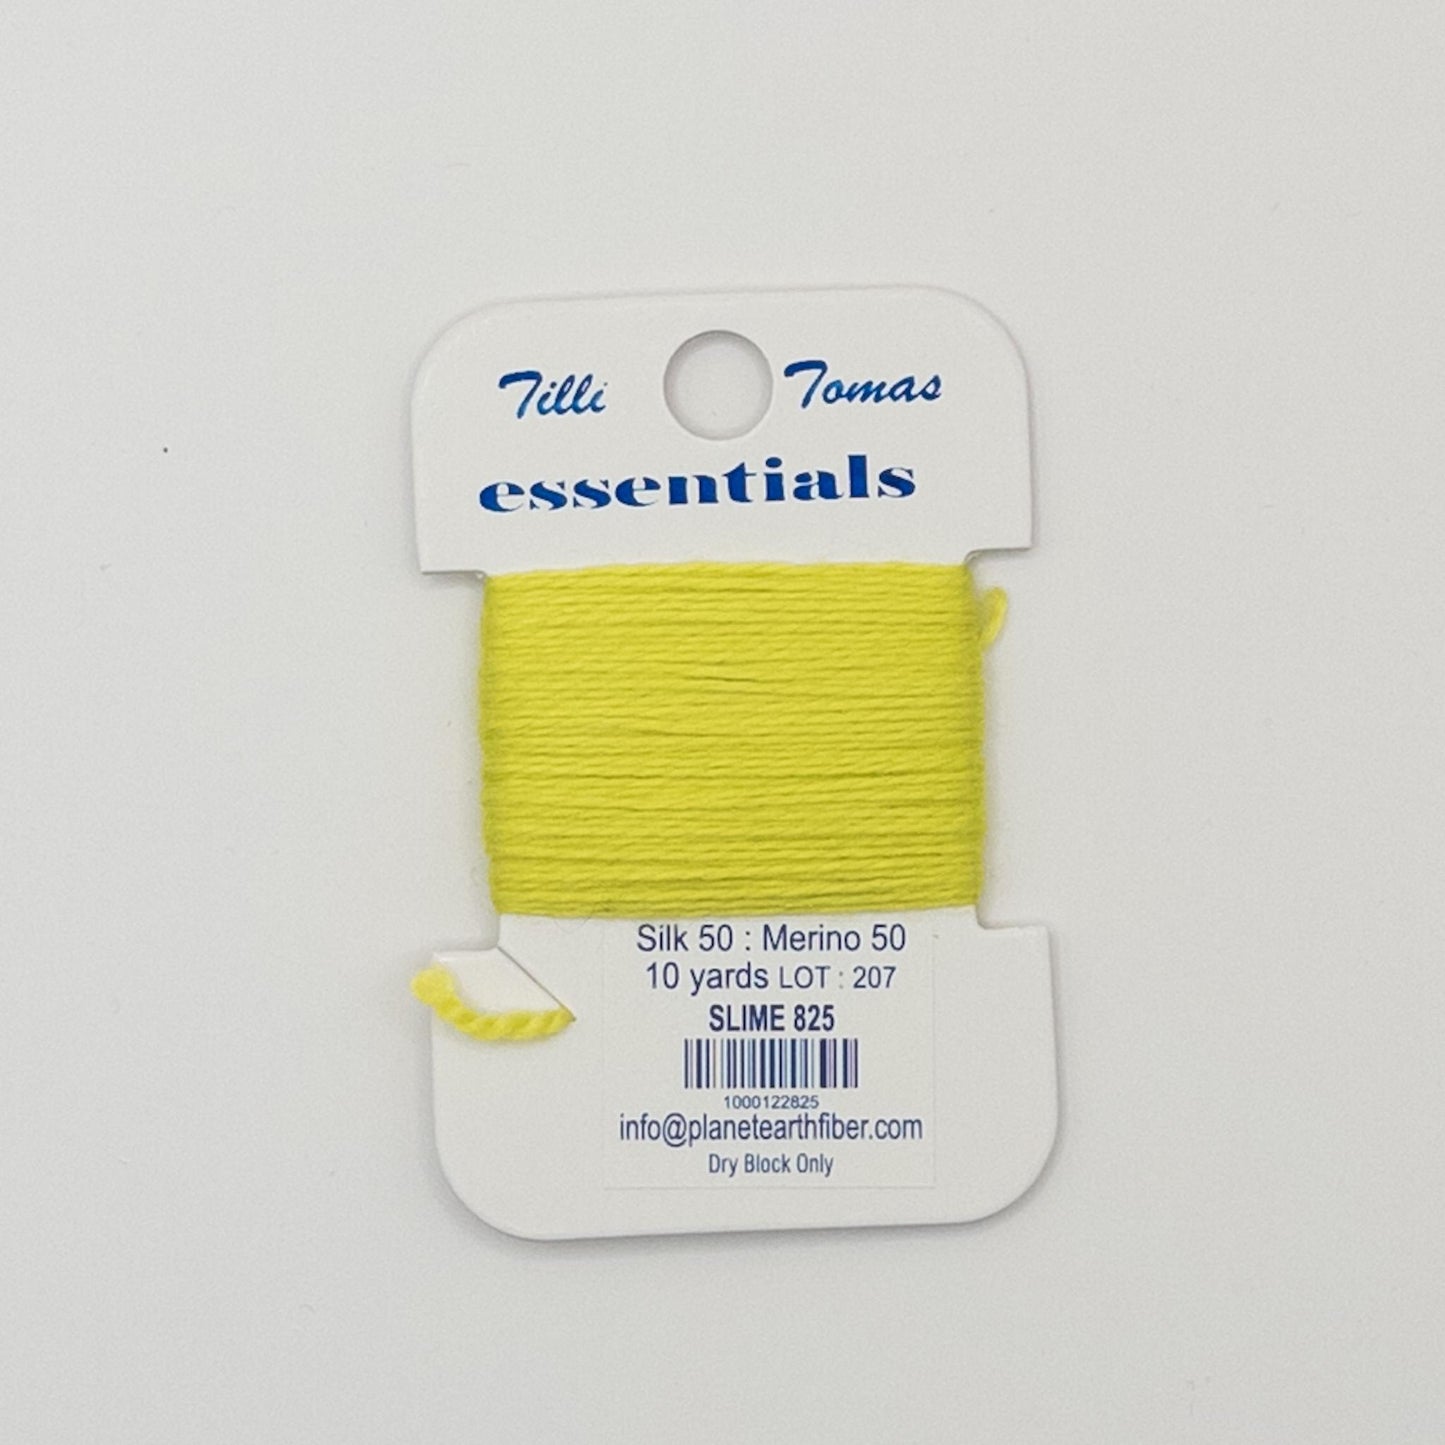 Tilli Tomas
essentials
Silk 50 : Merino 50
10 yards LOT : 207
SLIME 825
1000122825
info@planetearthfiber.com
Dry Block Only